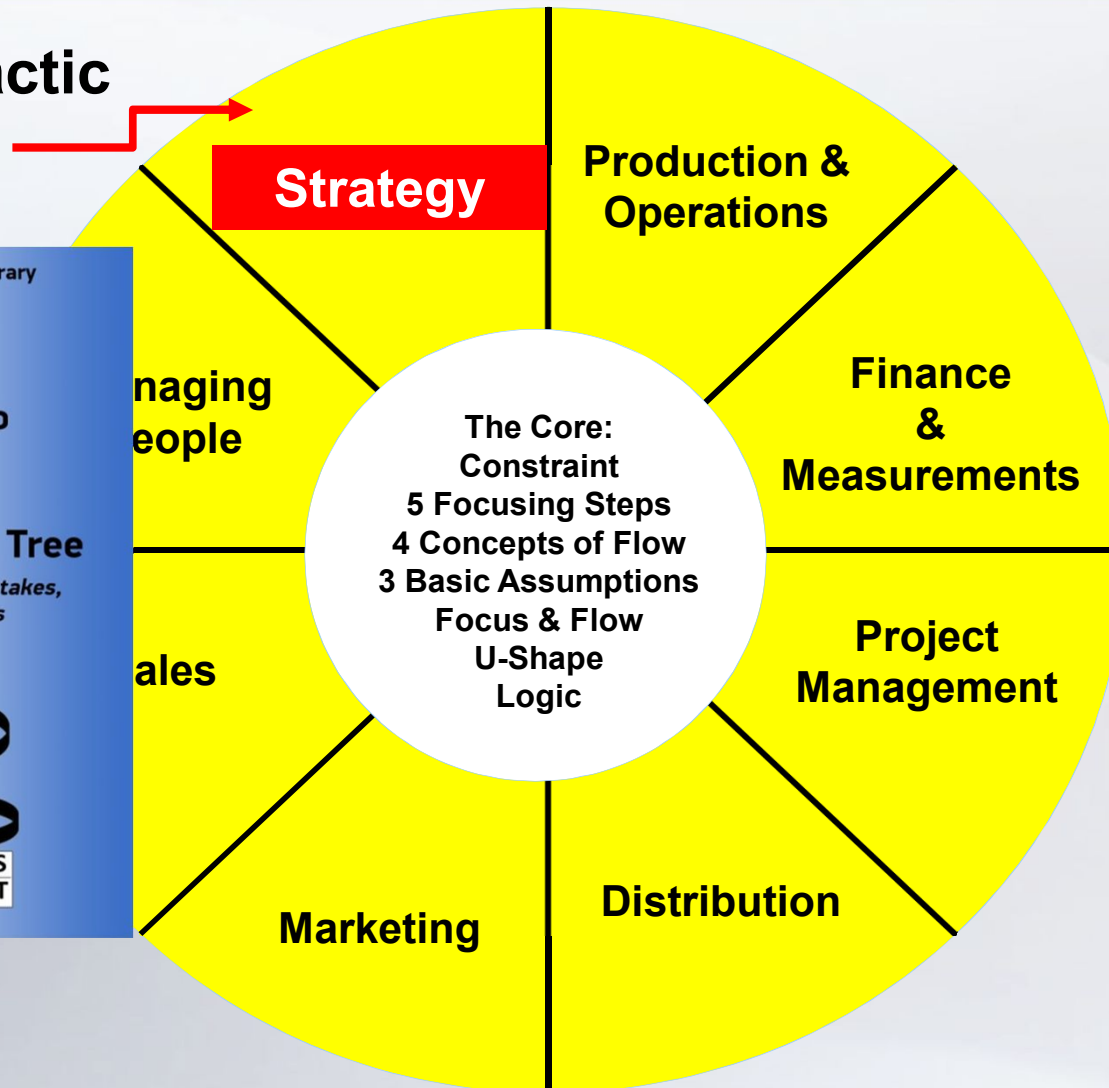 actic
Strategy
Production &
Operations
rary
naging
eople
Finance
&
Measurements
The Core:
Constraint
5 Focusing Steps
4 Concepts of Flow
3 Basic Assumptions
Focus & Flow
U-Shape
Logic
Tree
takes,
s
ales
Project
Management
S
T
Marketing
Distribution